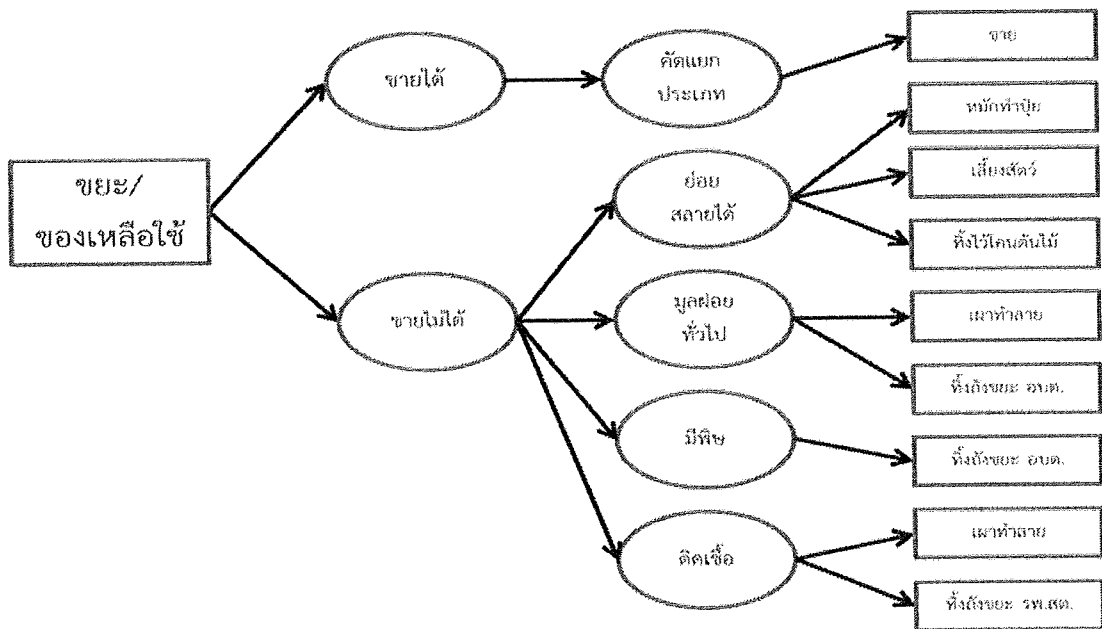 ขยะ/
ของเหลือใช้
ขายได้
คัดแยก
ประเภท
ขาย
ขายไม่ได้
ย่อย
สลายได้
หมักทำปุ๋ย
เลี้ยงสัตว์
ทิ้งไว้โคนต้นไม้
มูลฝอย
ทั่วไป
เผาทำลาย
ทิ้งถังขยะ อบต.
มีพิษ
ทิ้งถังขยะ อบต.
ติดเชื้อ
เผาทำลาย
ทิ้งถังขยะ รพ.สต.